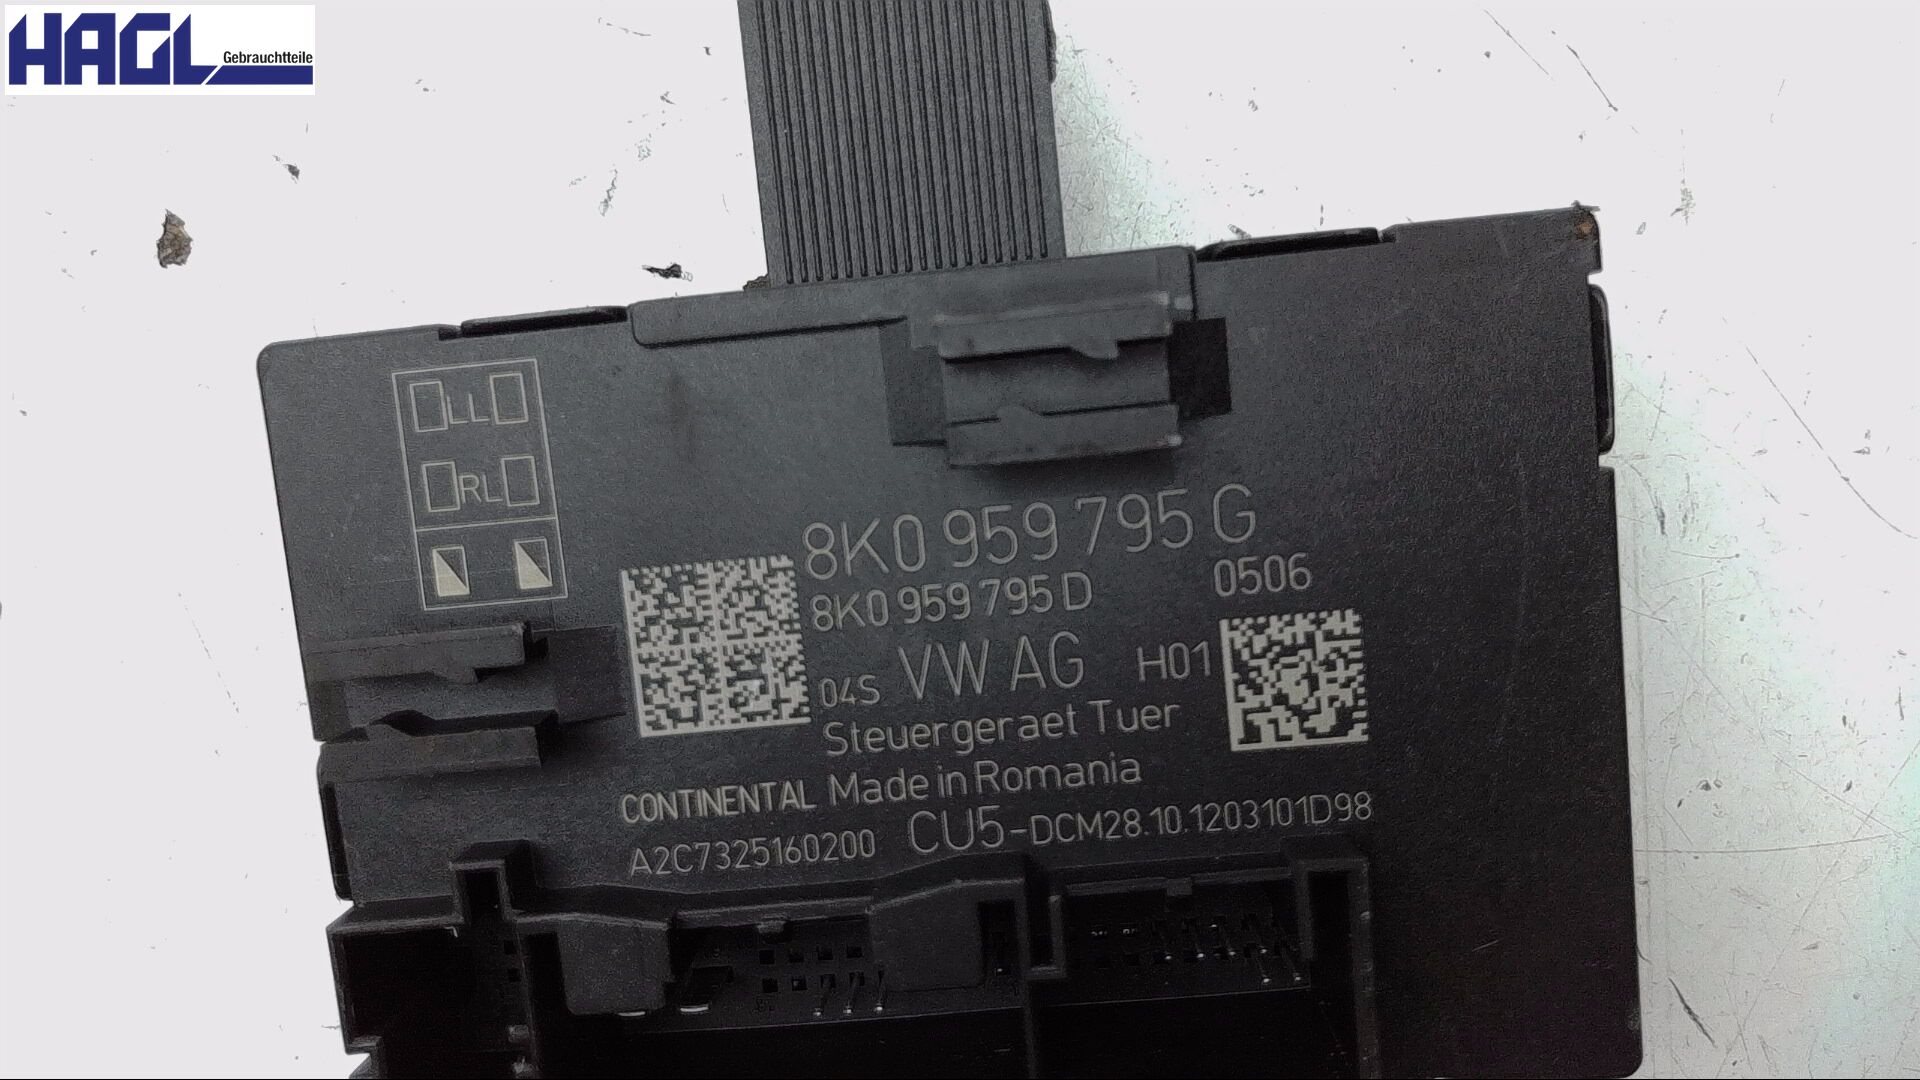 HAGL
Gebrauchtteile
LL
RL
8K0 959 795 G
8K0 959 795 D 0506
04S VW AG H01
Steuergeraet Tuer
CONTINENTAL Made in Romania
A2C7325160200 CU5-DCM28.10.1203101D98